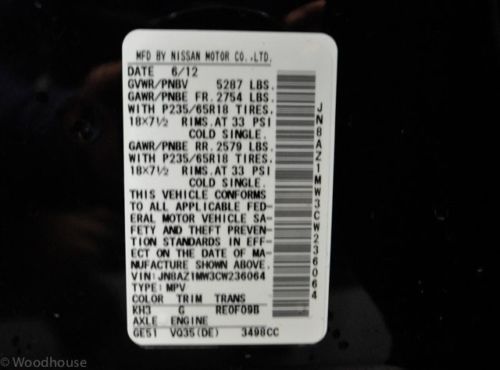 MFD BY NISSAN MOTOR CO.,LTD.
DATE 6/12
GVWR/PNBV 5287 LBS.
GAWR/PNBE FR. 2754 LBS.
WITH P235/65R18 TIRES.
18×7½ RIMS. AT 33 PSI
COLD SINGLE.
GAWR/PNBE RR. 2579 LBS.
WITH P235/65R18 TIRES.
18×7½ RIMS. AT 33 PSI
COLD SINGLE.
THIS VEHICLE CONFORMS
TO ALL APPLICABLE FED-
ERAL MOTOR VEHICLE SA-
FETY AND THEFT PREVEN-
TION STANDARDS IN EFF-
ECT ON THE DATE OF MA-
NUFACTURE SHOWN ABOVE.
VIN: JN8AZ1MW3CW236064
TYPE: MPV
COLOR TRIM TRANS
KH3 G RE0F09B
AXLE ENGINE
GE51 VQ35(DE) 3498CC
JN8AZ1MW3CW236064
© Woodhouse